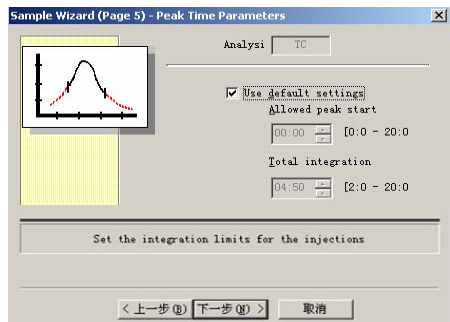 Sample Wizard (Page 5) - Peak Time Parameters
Analysi TC
Use default settings
Allowed peak start
00:00 [0:0 - 20:0
Total integration
04:50 [2:0 - 20:0
Set the integration limits for the injections
< 上一步(B) 下一步(N) > 取消